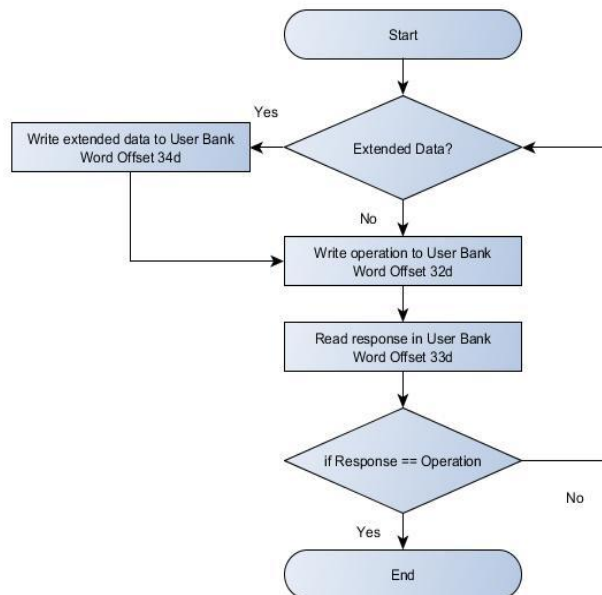 Start
Yes
Extended Data?
Write extended data to User Bank
Word Offset 34d
No
Write operation to User Bank
Word Offset 32d
Read response in User Bank
Word Offset 33d
if Response == Operation
No
Yes
End